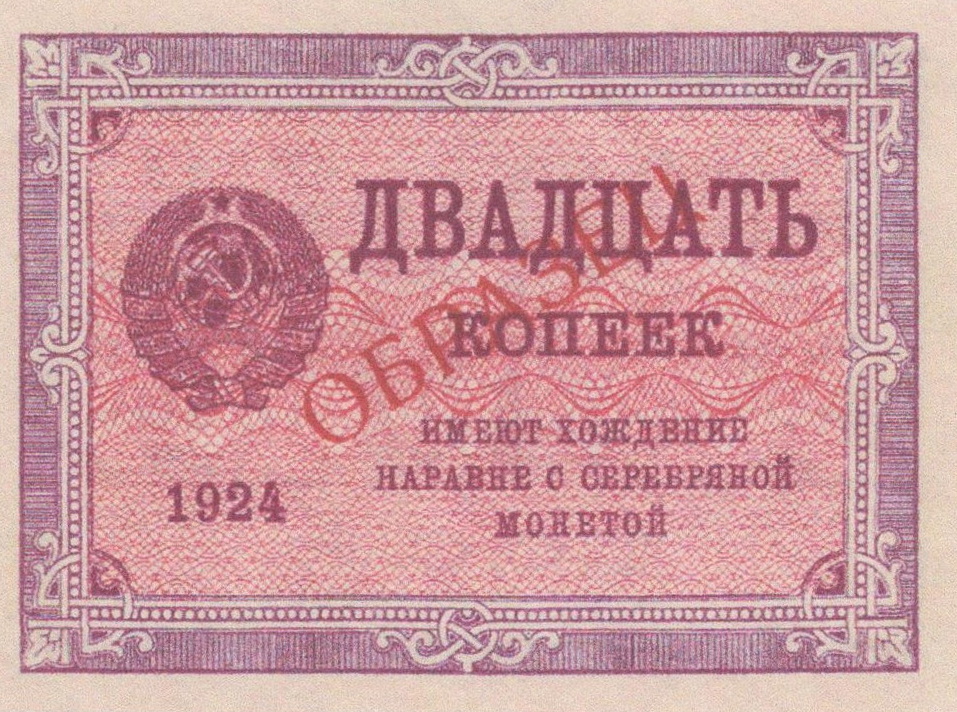 ДВАДЦАТЬ
КОПЕЕК
ОБРАЗЕЦ
ИМЕЮТ ХОЖДЕНИЕ
НАРАВНЕ С СЕРЕБРЯНОЙ
МОНЕТОЙ
1924